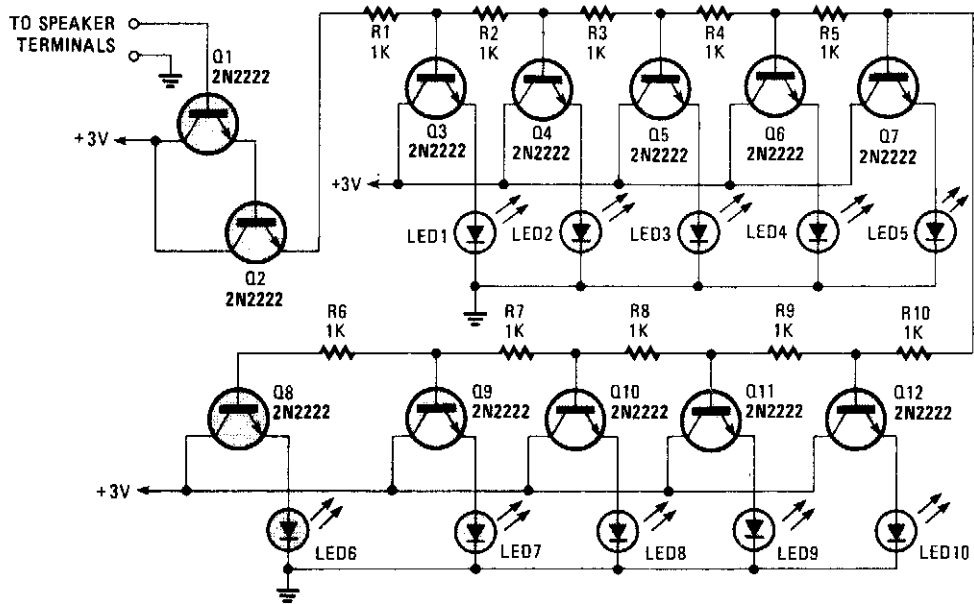 TO SPEAKER
TERMINALS
Q1
2N2222
+3V
Q2
2N2222
R1
1K
R2
1K
R3
1K
R4
1K
R5
1K
Q3
2N2222
Q4
2N2222
Q5
2N2222
Q6
2N2222
Q7
2N2222
+3V
LED1
LED2
LED3
LED4
LED5
R6
1K
R7
1K
R8
1K
R9
1K
R10
1K
Q8
2N2222
Q9
2N2222
Q10
2N2222
Q11
2N2222
Q12
2N2222
+3V
LED6
LED7
LED8
LED9
LED10